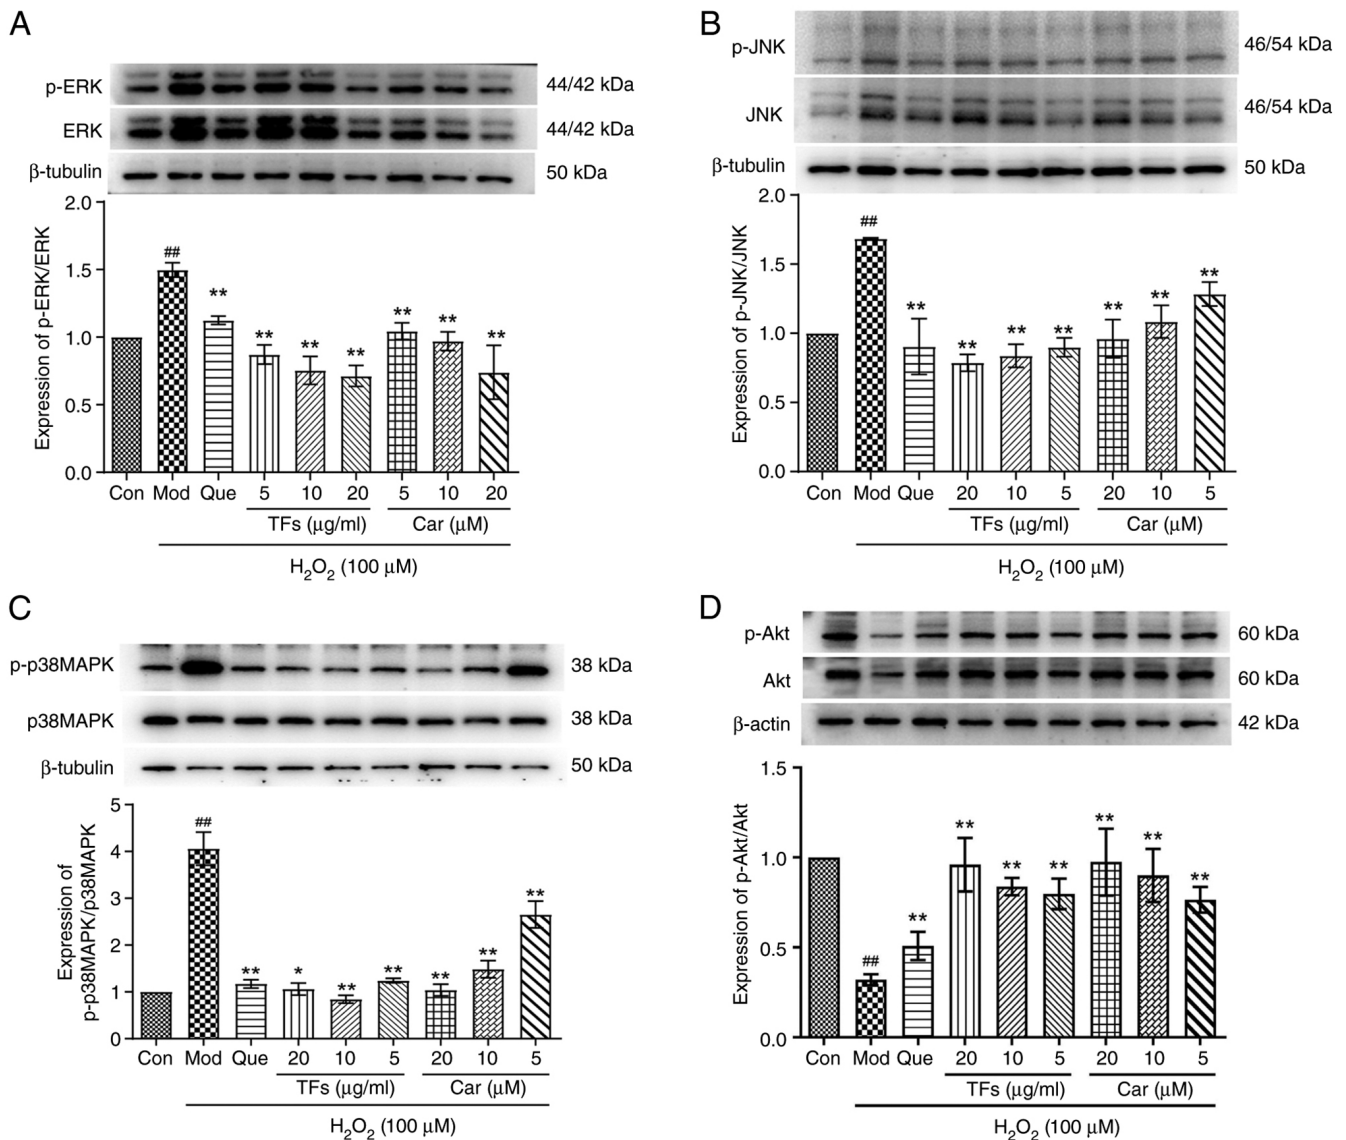 A
p-ERK 44/42 kDa
ERK 44/42 kDa
β-tubulin 50 kDa
Expression of p-ERK/ERK
2.0
1.5
1.0
0.5
0.0
## ** ** ** ** ** ** **
Con Mod Que 5 10 20 5 10 20
TFs (μg/ml) Car (μM)
H₂O₂ (100 μM)
B
p-JNK 46/54 kDa
JNK 46/54 kDa
β-tubulin 50 kDa
Expression of p-JNK/JNK
2.0
1.5
1.0
0.5
0.0
## ** ** ** ** ** ** **
Con Mod Que 20 10 5 20 10 5
TFs (μg/ml) Car (μM)
H₂O₂ (100 μM)
C
p-p38MAPK 38 kDa
p38MAPK 38 kDa
β-tubulin 50 kDa
Expression of
p-p38MAPK/p38MAPK
5
4
3
2
1
0
## ** * ** ** ** ** **
Con Mod Que 20 10 5 20 10 5
TFs (μg/ml) Car (μM)
H₂O₂ (100 μM)
D
p-Akt 60 kDa
Akt 60 kDa
β-actin 42 kDa
Expression of p-Akt/Akt
1.5
1.0
0.5
0.0
## ** ** ** ** ** ** **
Con Mod Que 20 10 5 20 10 5
TFs (μg/ml) Car (μM)
H₂O₂ (100 μM)